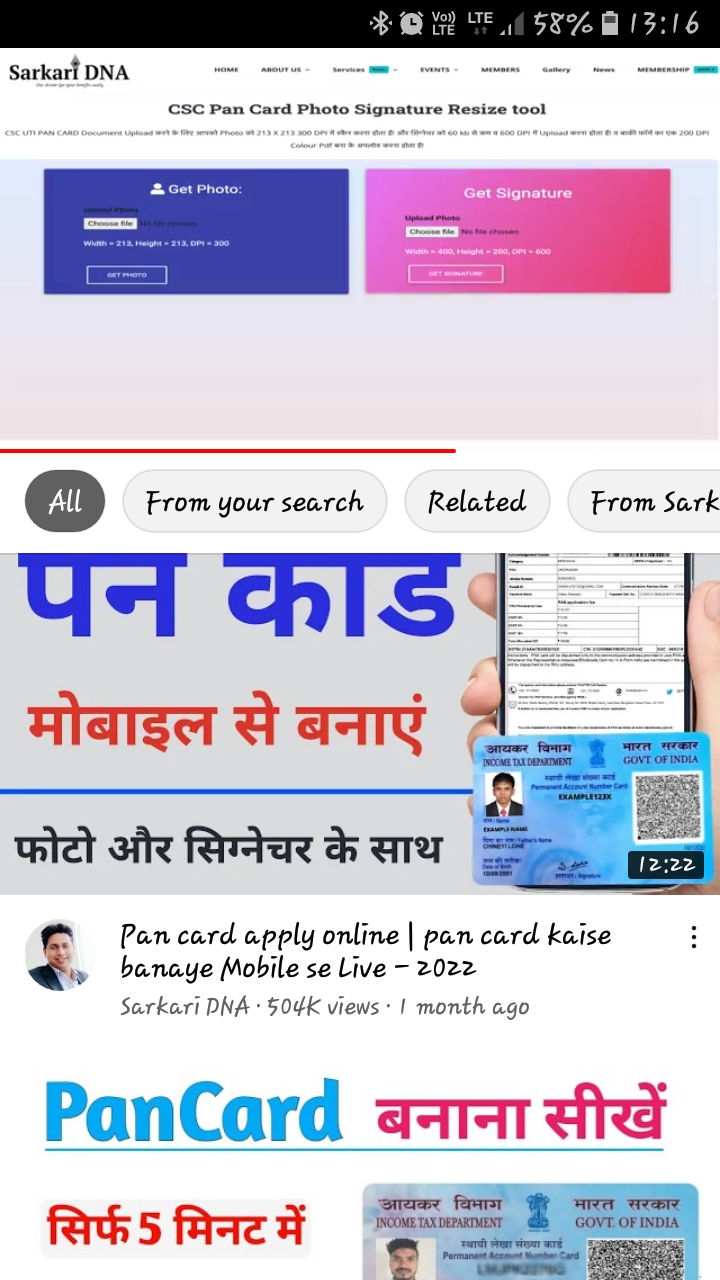 Vo)) LTE LTE 58% 13:16
Sarkari DNA
HOME ABOUT US Services EVENTS MEMBERS Gallery News MEMBERSHIP
CSC Pan Card Photo Signature Resize tool
CSC UTI PAN CARD Document Upload करने के लिए आपको Photo को 213 X 213 300 DPI में स्कैन करना होता है! और सिग्नेचर को 60 kb से कम व 600 DPI में Upload करना होता है! व बाकी फ़ॉर्म का एक 200 DPI
Colour Pdf बना के अपलोड करना होता है!
Get Photo:
Upload Photo
Choose file No file chosen
Width = 213, Height = 213, DPI = 300
GET PHOTO
Get Signature
Upload Photo
Choose file No file chosen
Width = 400, Height = 200, DPI = 600
GET SIGNATURE
All From your search Related From Sark
पन कार्ड
मोबाइल से बनाएं
फोटो और सिग्नेचर के साथ
आयकर विभाग भारत सरकार
INCOME TAX DEPARTMENT GOVT. OF INDIA
स्थायी लेखा संख्या कार्ड
Permanent Account Number Card
EXAMPLE123X
EXAMPLE NAME
12:22
Pan card apply online | pan card kaise
banaye Mobile se Live – 2022
Sarkari DNA · 504K views · 1 month ago
PanCard बनाना सीखें
सिर्फ 5 मिनट में
आयकर विभाग भारत सरकार
INCOME TAX DEPARTMENT GOVT. OF INDIA
स्थायी लेखा संख्या कार्ड
Permanent Account Number Card